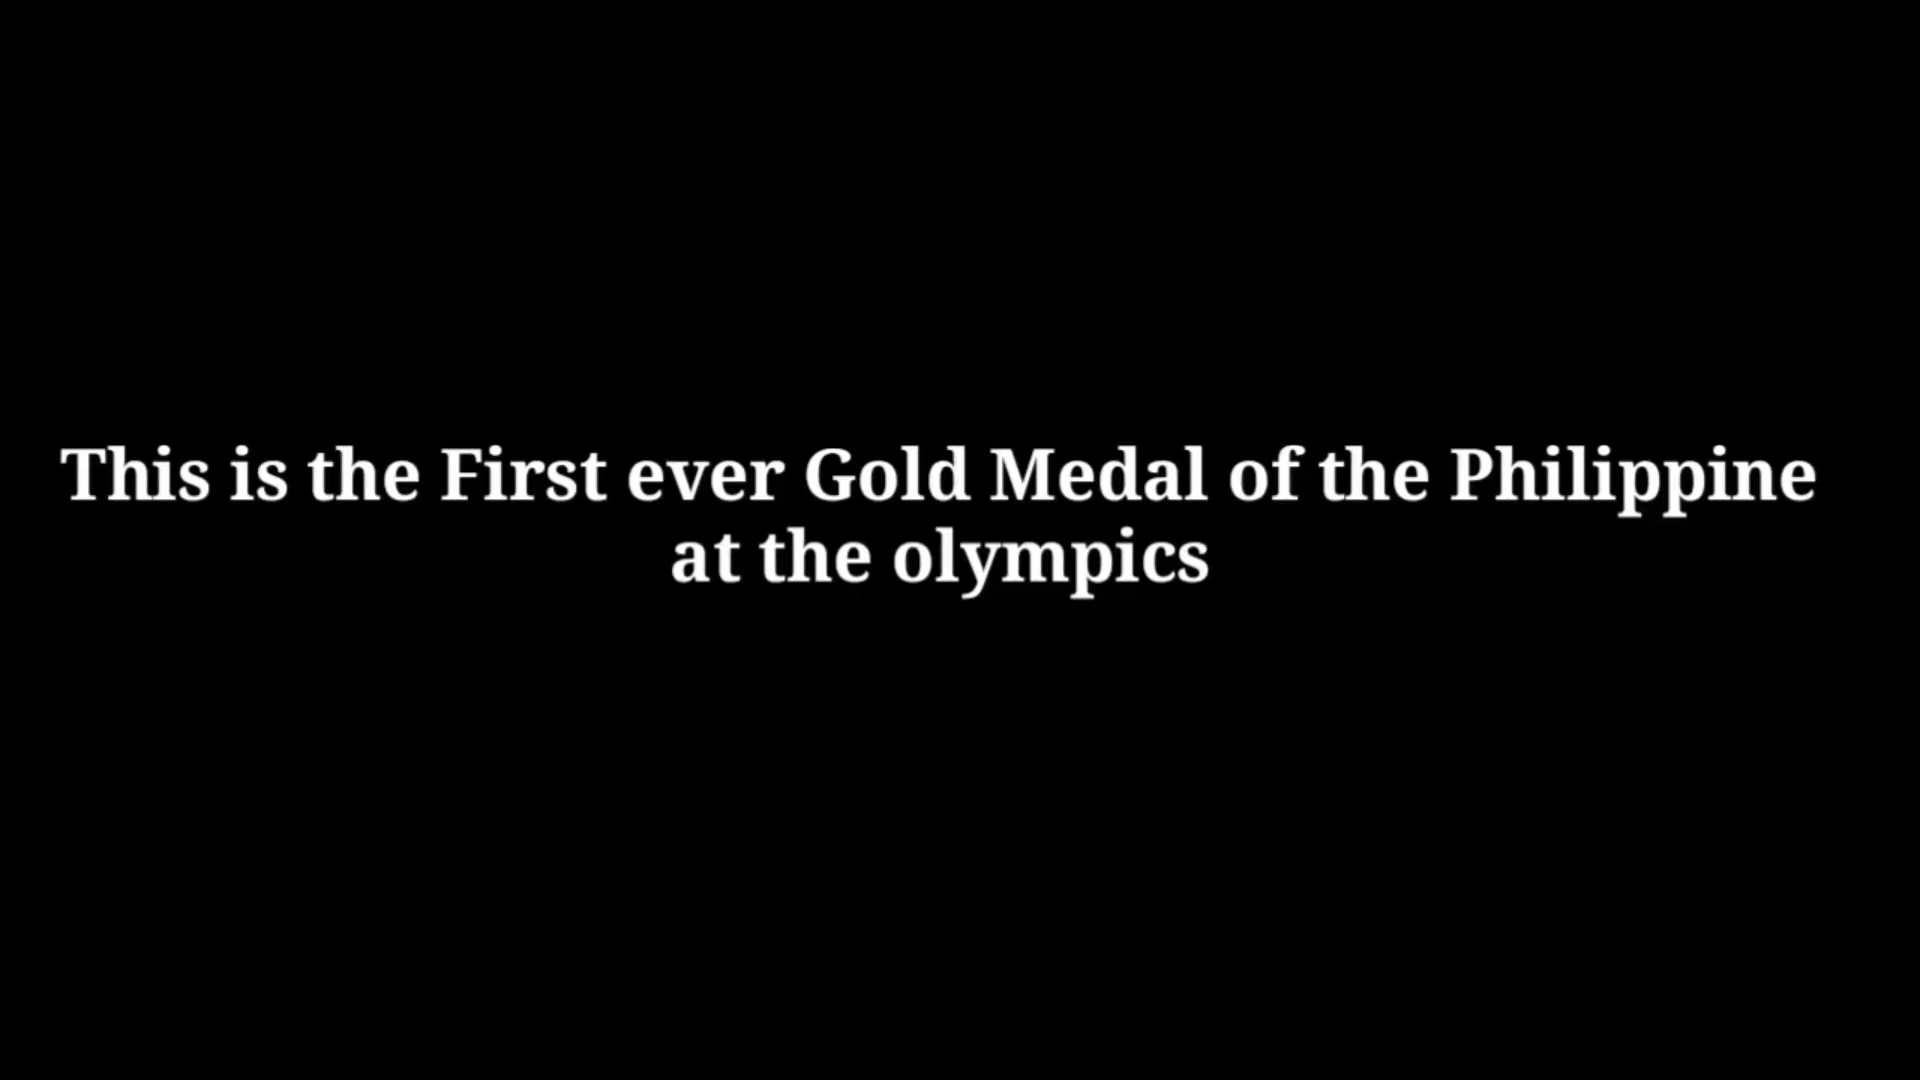 This is the First ever Gold Medal of the Philippine
at the olympics